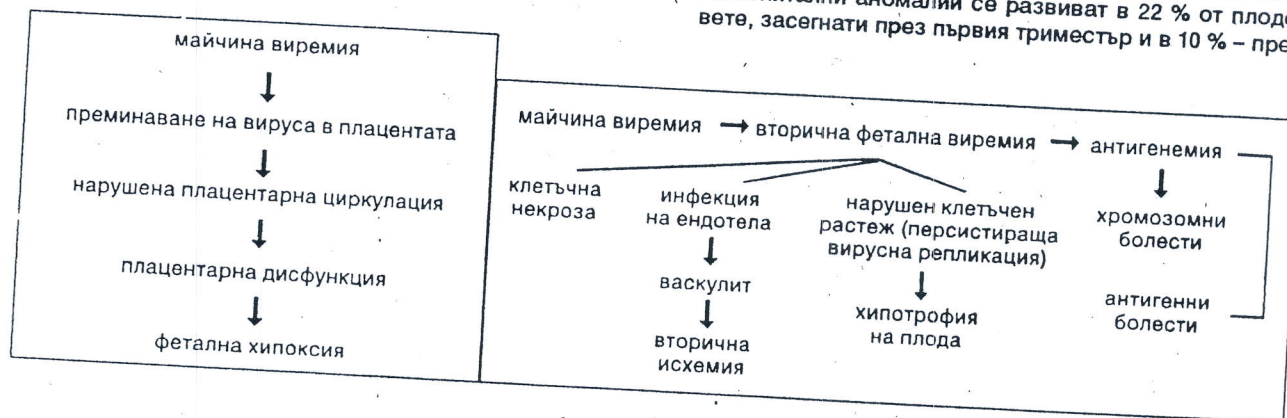 аномалии се развиват в 22 % от плодо-
вете, засегнати през първия триместър и в 10 % – пре
майчина виремия
преминаване на вируса в плацентата
нарушена плацентарна циркулация
плацентарна дисфункция
фетална хипоксия
майчина виремия → вторична фетална виремия → антигенемия
клетъчна
некроза
инфекция
на ендотела
васкулит
вторична
исхемия
нарушен клетъчен
растеж (персистираща
вирусна репликация)
хипотрофия
на плода
хромозомни
болести
антигенни
болести